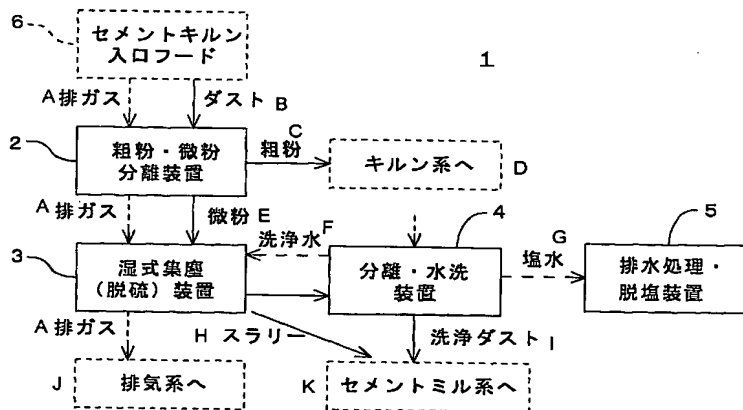 6
セメントキルン
入口フード
1
A排ガス
ダスト B
2
粗粉・微粉
分離装置
C
粗粉
キルン系へ
D
A排ガス
微粉 E
洗浄水F
4
5
3
湿式集塵
(脱硫)装置
分離・水洗
装置
G
塩水
排水処理・
脱塩装置
A排ガス
H スラリー
洗浄ダスト I
J
排気系へ
K
セメントミル系へ